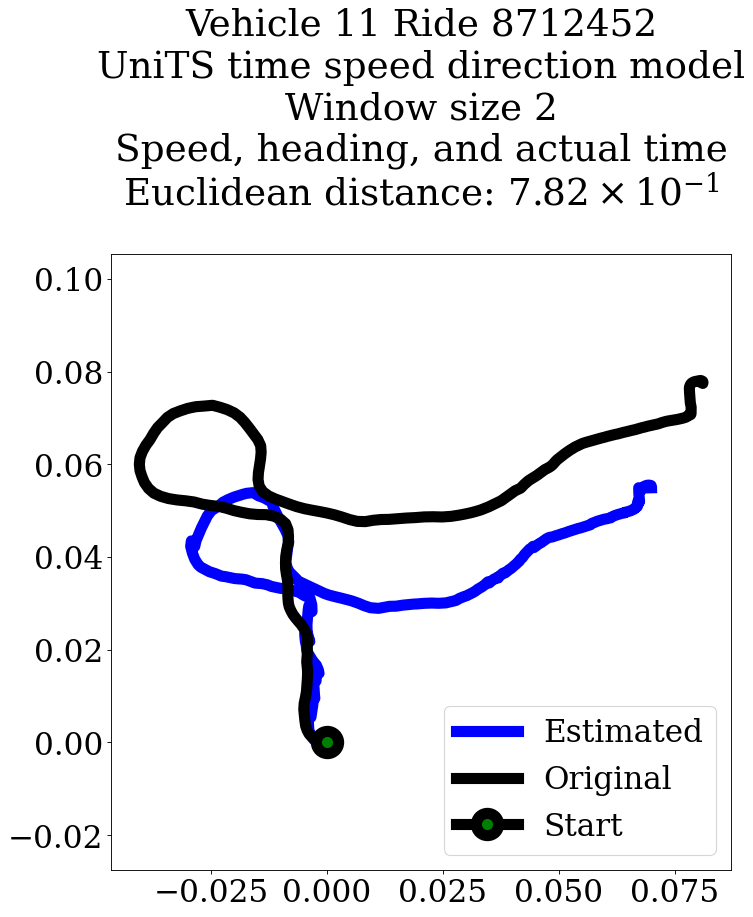 Vehicle 11 Ride 8712452
UniTS time speed direction model
Window size 2
Speed, heading, and actual time
Euclidean distance: 7.82 × 10⁻¹
0.10
0.08
0.06
0.04
0.02
0.00
−0.02
Estimated
Original
Start
−0.025 0.000 0.025 0.050 0.075